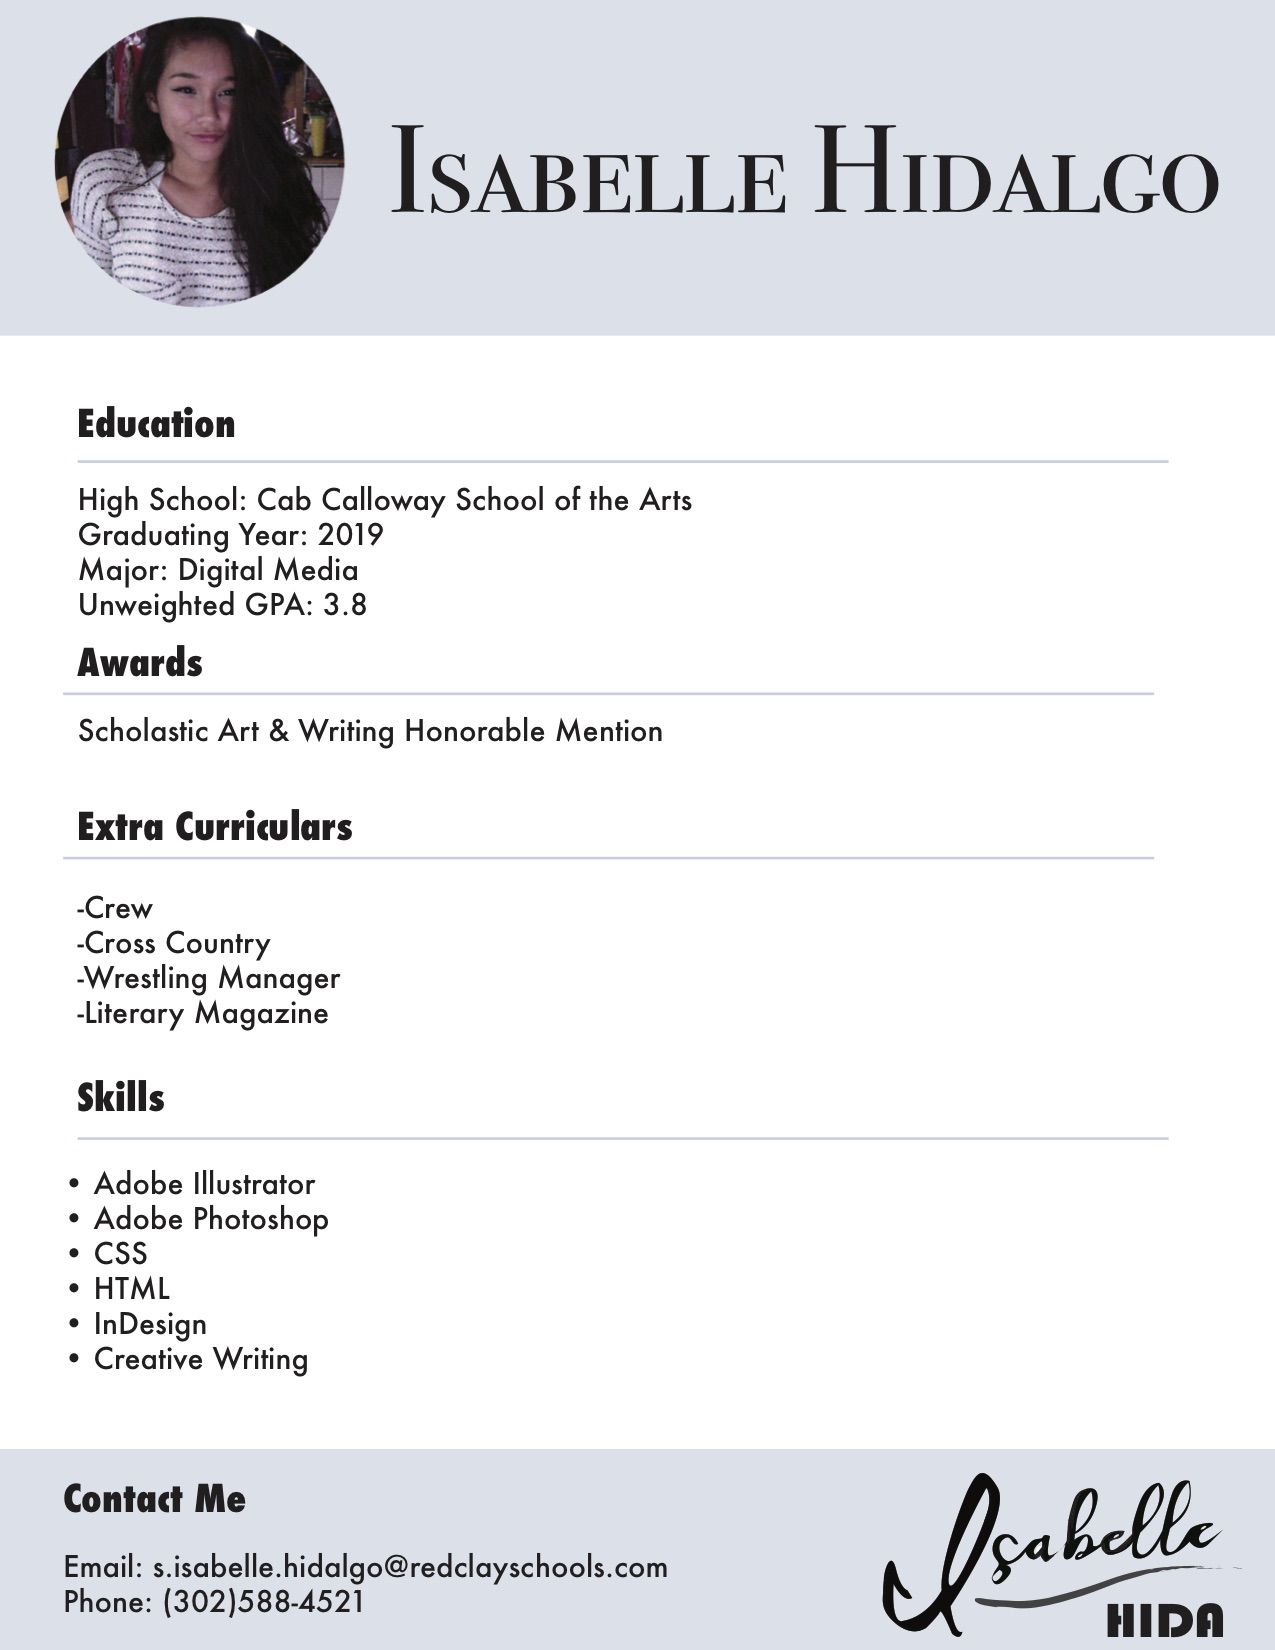 Isabelle Hidalgo
Education
High School: Cab Calloway School of the Arts
Graduating Year: 2019
Major: Digital Media
Unweighted GPA: 3.8
Awards
Scholastic Art & Writing Honorable Mention
Extra Curriculars
-Crew
-Cross Country
-Wrestling Manager
-Literary Magazine
Skills
• Adobe Illustrator
• Adobe Photoshop
• CSS
• HTML
• InDesign
• Creative Writing
Contact Me
Email: s.isabelle.hidalgo@redclayschools.com
Phone: (302)588-4521
Isabelle
HIDA